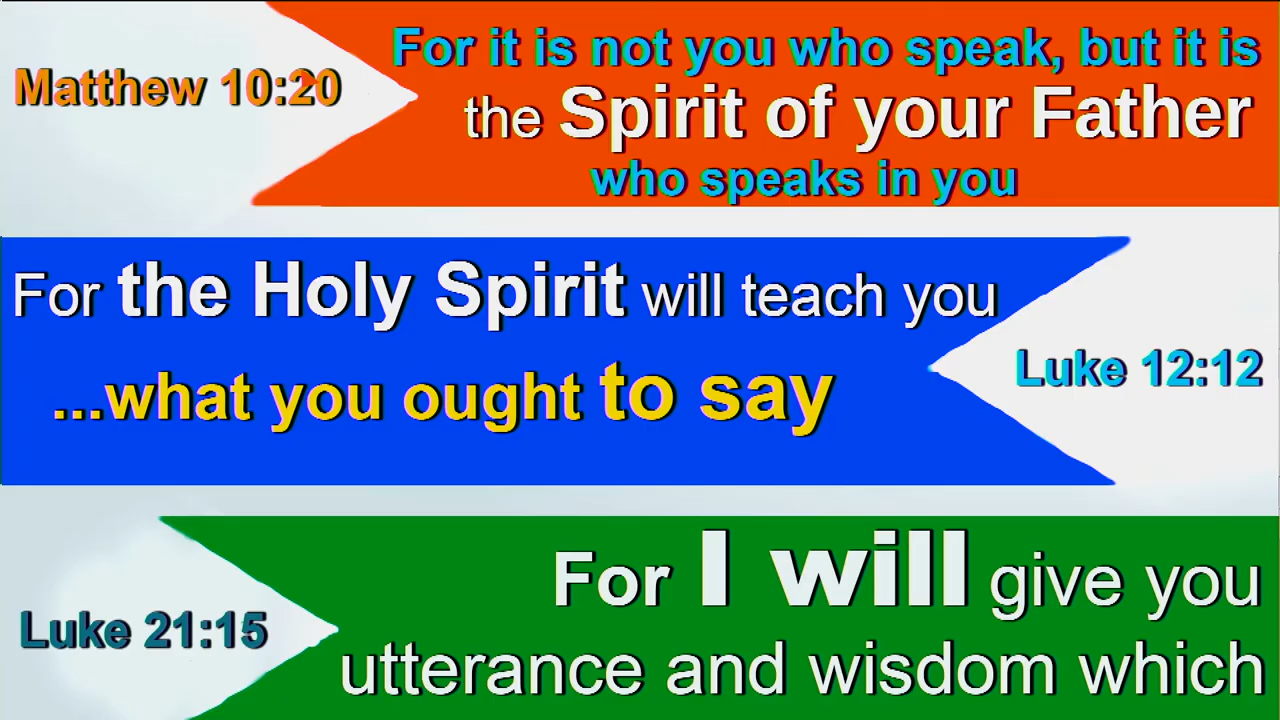 Matthew 10:20
For it is not you who speak, but it is
the Spirit of your Father
who speaks in you
For the Holy Spirit will teach you
...what you ought to say
Luke 12:12
Luke 21:15
For I will give you
utterance and wisdom which